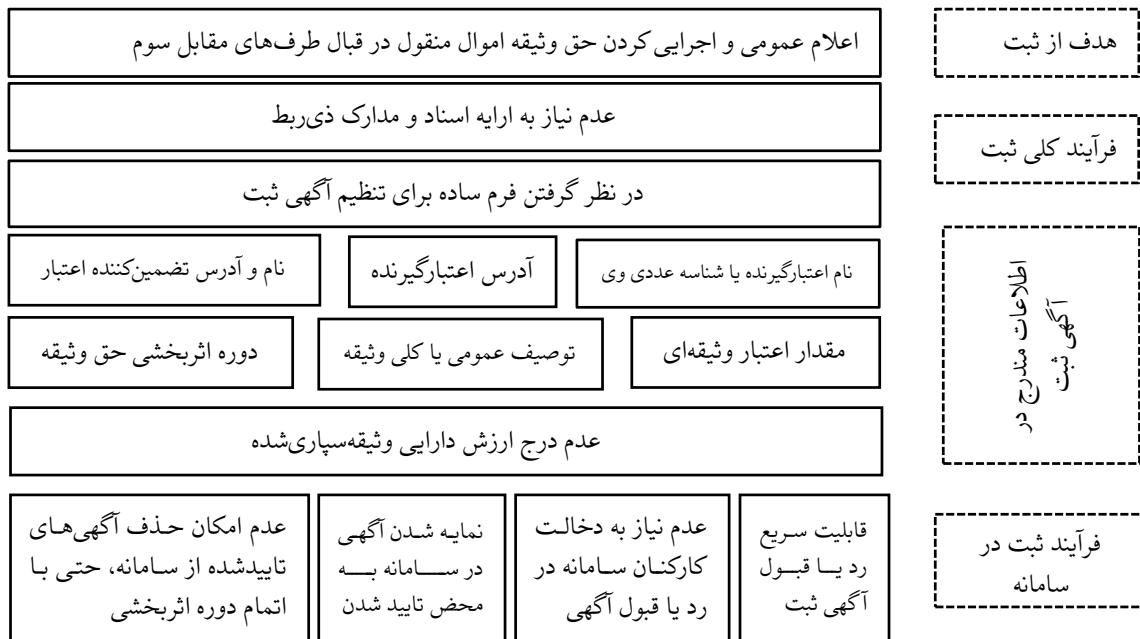 هدف از ثبت
اعلام عمومی و اجرایی کردن حق وثیقه اموال منقول در قبال طرف‌های مقابل سوم
فرآیند کلی ثبت
عدم نیاز به ارایه اسناد و مدارک ذی‌ربط
در نظر گرفتن فرم ساده برای تنظیم آگهی ثبت
اطلاعات مندرج در
آگهی ثبت
نام اعتبارگیرنده یا شناسه عددی وی
آدرس اعتبارگیرنده
نام و آدرس تضمین‌کننده اعتبار
مقدار اعتبار وثیقه‌ای
توصیف عمومی یا کلی وثیقه
دوره اثربخشی حق وثیقه
عدم درج ارزش دارایی وثیقه‌سپاری‌شده
فرآیند ثبت در
سامانه
قابلیت سریع
رد یا قبول
آگهی ثبت
عدم نیاز به دخالت
کارکنان سامانه در
رد یا قبول آگهی
نمایه شدن آگهی
در سامانه به
محض تایید شدن
عدم امکان حذف آگهی‌های
تاییدشده از سامانه، حتی با
اتمام دوره اثربخشی